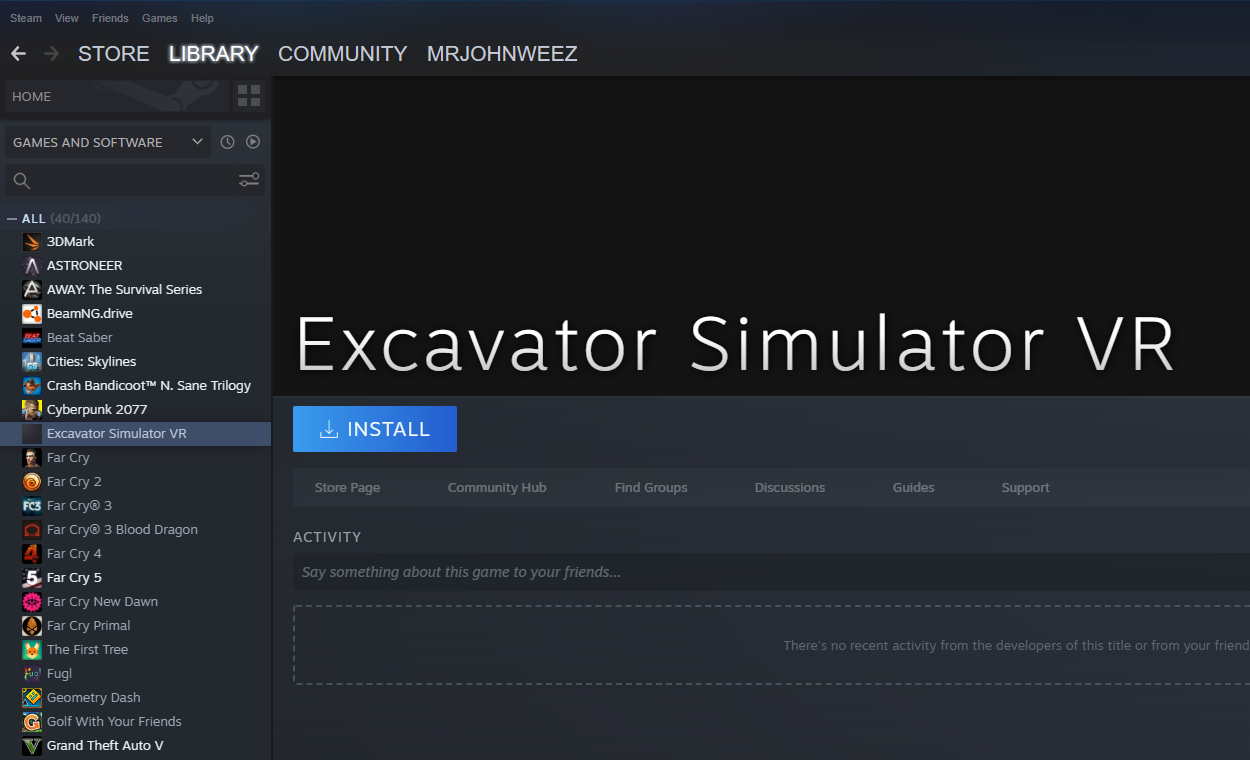 Steam View Friends Games Help
STORE LIBRARY COMMUNITY MRJOHNWEEZ
HOME
GAMES AND SOFTWARE
— ALL (40/140)
3DMark
ASTRONEER
AWAY: The Survival Series
BeamNG.drive
Beat Saber
Cities: Skylines
Crash Bandicoot™ N. Sane Trilogy
Cyberpunk 2077
Excavator Simulator VR
Far Cry
Far Cry 2
FC3 Far Cry® 3
Far Cry® 3 Blood Dragon
Far Cry 4
Far Cry 5
Far Cry New Dawn
Far Cry Primal
The First Tree
Fugl
Geometry Dash
Golf With Your Friends
Grand Theft Auto V
Excavator Simulator VR
INSTALL
Store Page Community Hub Find Groups Discussions Guides Support
ACTIVITY
Say something about this game to your friends...
There's no recent activity from the developers of this title or from your friend